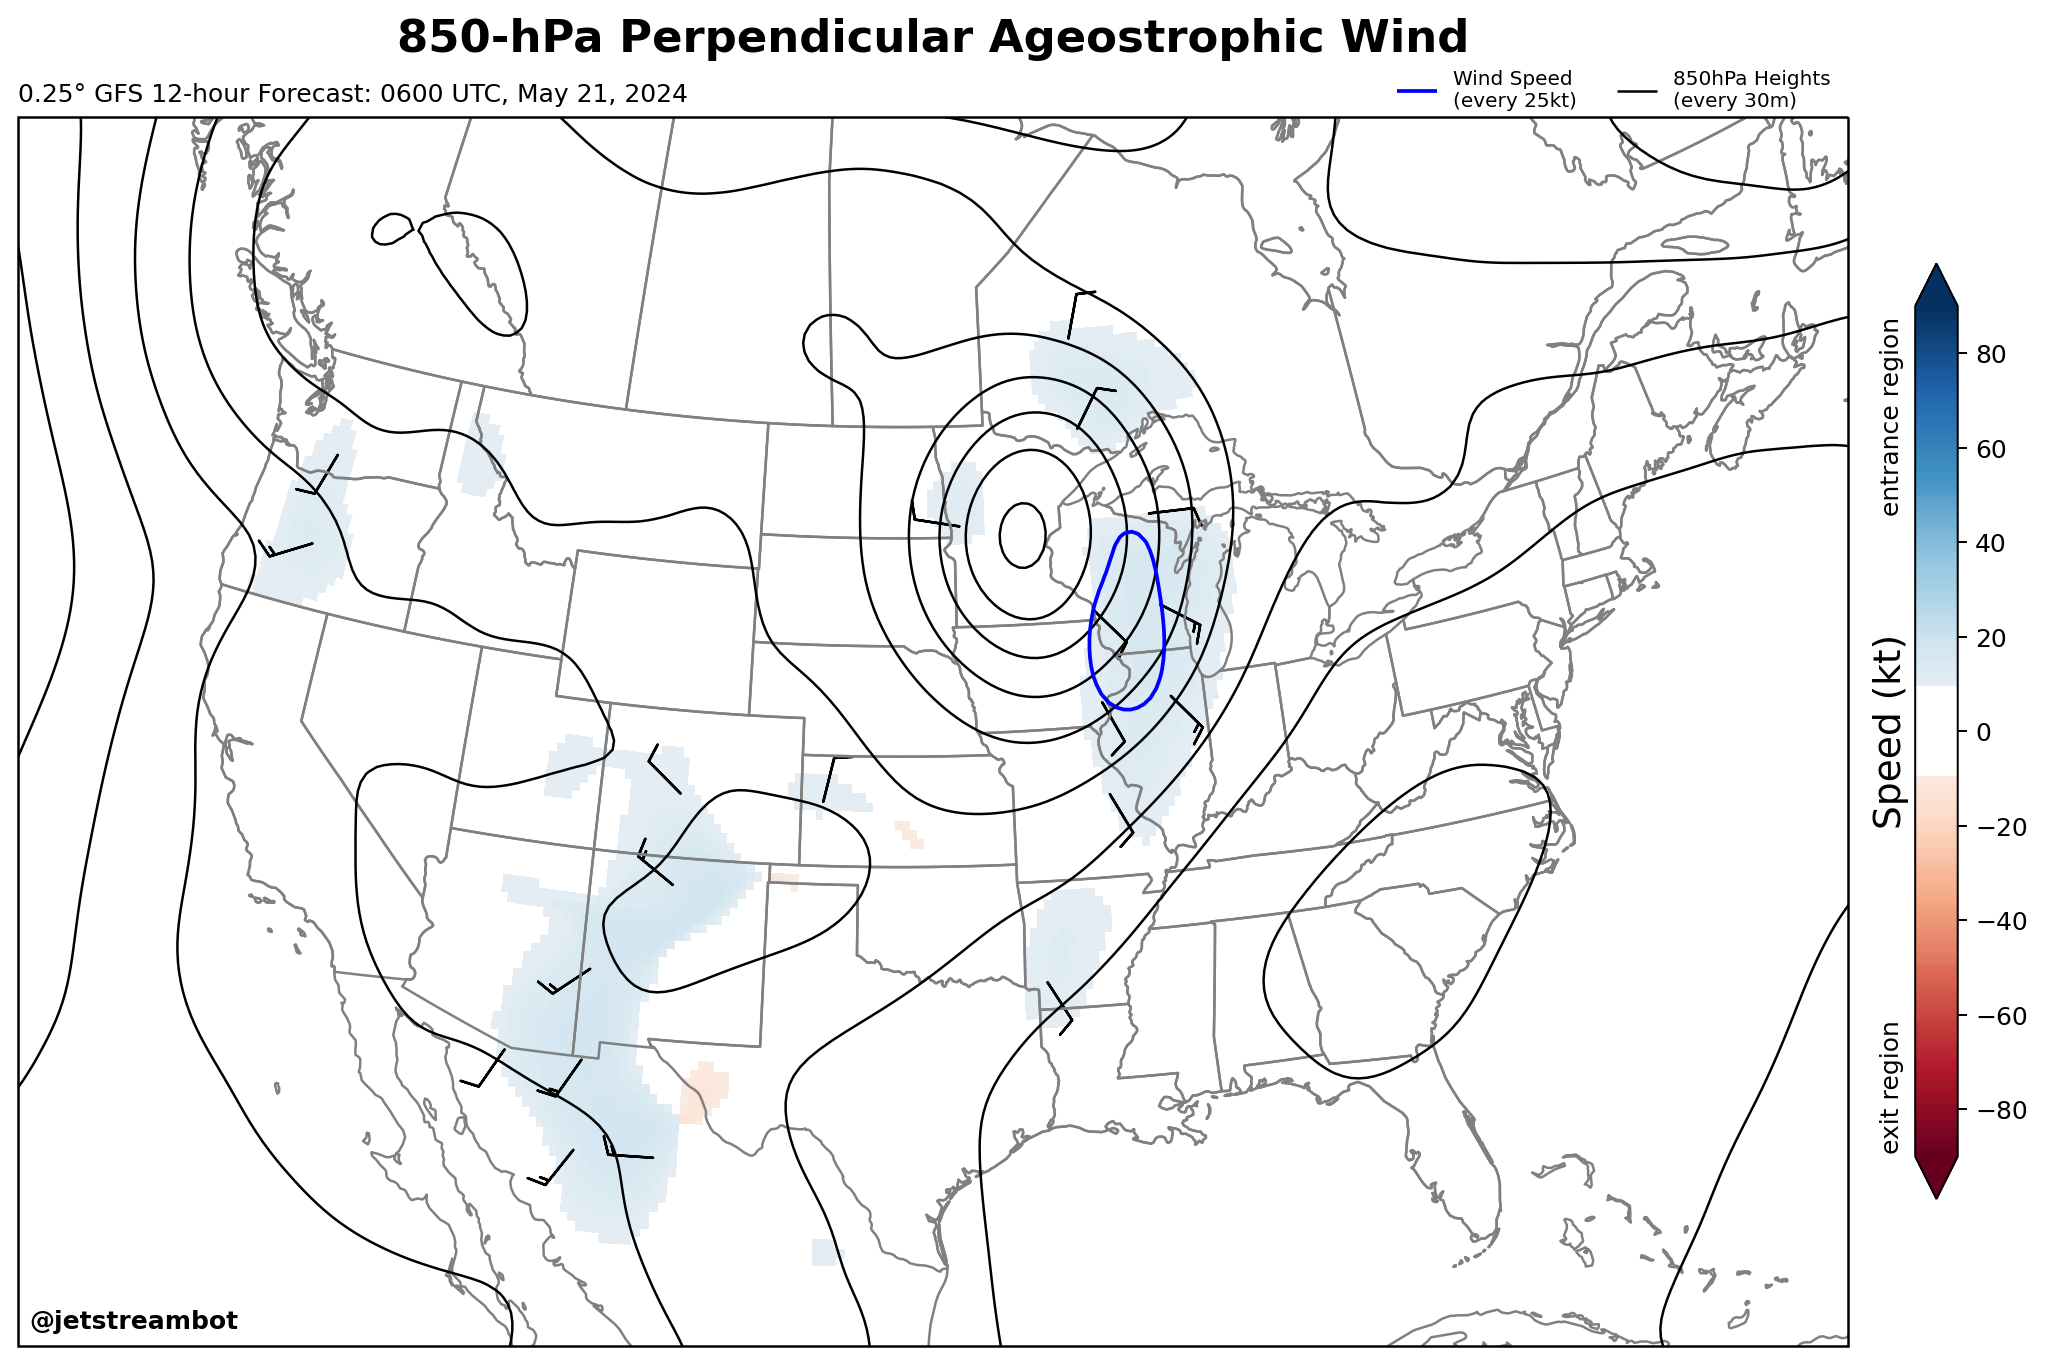 850-hPa Perpendicular Ageostrophic Wind
0.25° GFS 12-hour Forecast: 0600 UTC, May 21, 2024
Wind Speed
(every 25kt)
850hPa Heights
(every 30m)
entrance region
Speed (kt)
exit region
80
60
40
20
0
−20
−40
−60
−80
@jetstreambot